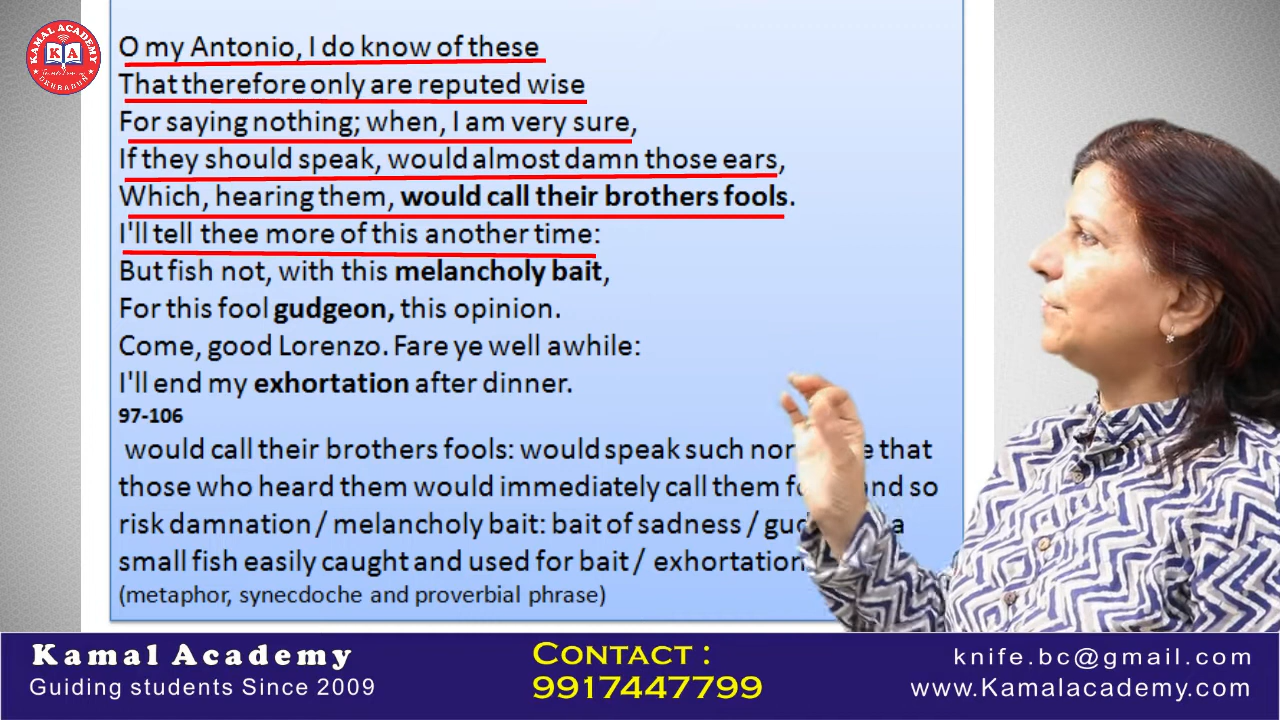 KAMAL ACADEMY
KA
O my Antonio, I do know of these
That therefore only are reputed wise
For saying nothing; when, I am very sure,
If they should speak, would almost damn those ears,
Which, hearing them, would call their brothers fools.
I'll tell thee more of this another time:
But fish not, with this melancholy bait,
For this fool gudgeon, this opinion.
Come, good Lorenzo. Fare ye well awhile:
I'll end my exhortation after dinner.
97-106
would call their brothers fools: would speak such that
those who heard them would immediately call them and so
risk damnation / melancholy bait: bait of sadness / a
small fish easily caught and used for bait / exhortation
(metaphor, synecdoche and proverbial phrase)
Kamal Academy
Guiding students Since 2009
CONTACT :
9917447799
knife.bc@gmail.com
www.Kamalacademy.com